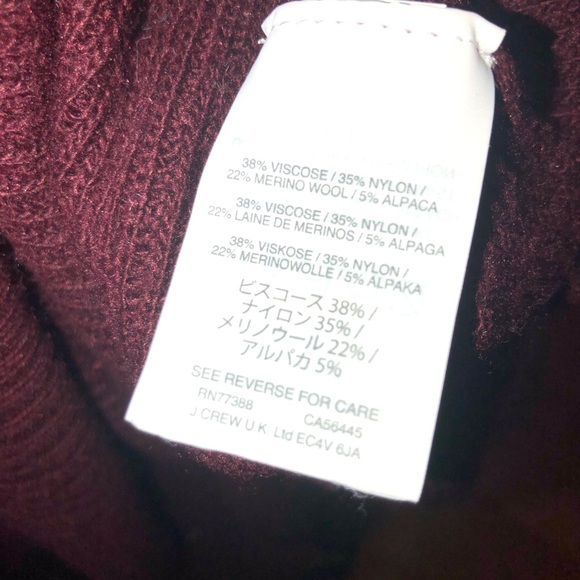 38% VISCOSE / 35% NYLON /
22% MERINO WOOL / 5% ALPACA
38% VISCOSE / 35% NYLON /
22% LAINE DE MERINOS / 5% ALPAGA
38% VISKOSE / 35% NYLON /
22% MERINOWOLLE / 5% ALPAKA
ビスコース 38% /
ナイロン 35% /
メリノウール 22% /
アルパカ 5%
SEE REVERSE FOR CARE
RN77388 CA56445
J CREW U.K Ltd EC4V 6JA